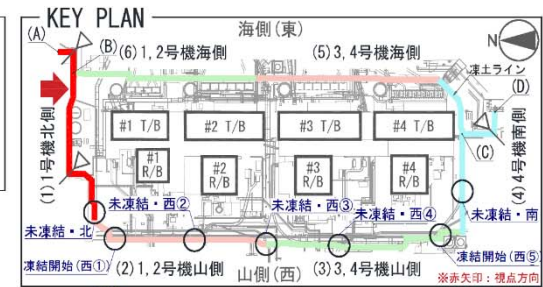 KEY PLAN
海側(東)
(A)
(B)
(6)1,2号機海側
(5)3,4号機海側
N
凍土ライン
(D)
#1 T/B
#2 T/B
#3 T/B
#4 T/B
(C)
(1)1号機北側
#1
R/B
#2
R/B
#3
R/B
#4
R/B
(4)4号機南側
未凍結・西②
未凍結・西③
未凍結・西④
未凍結・南
未凍結・北
凍結開始(西①)
(2)1,2号機山側
山側(西)
(3)3,4号機山側
凍結開始(西⑤)
※赤矢印:視点方向